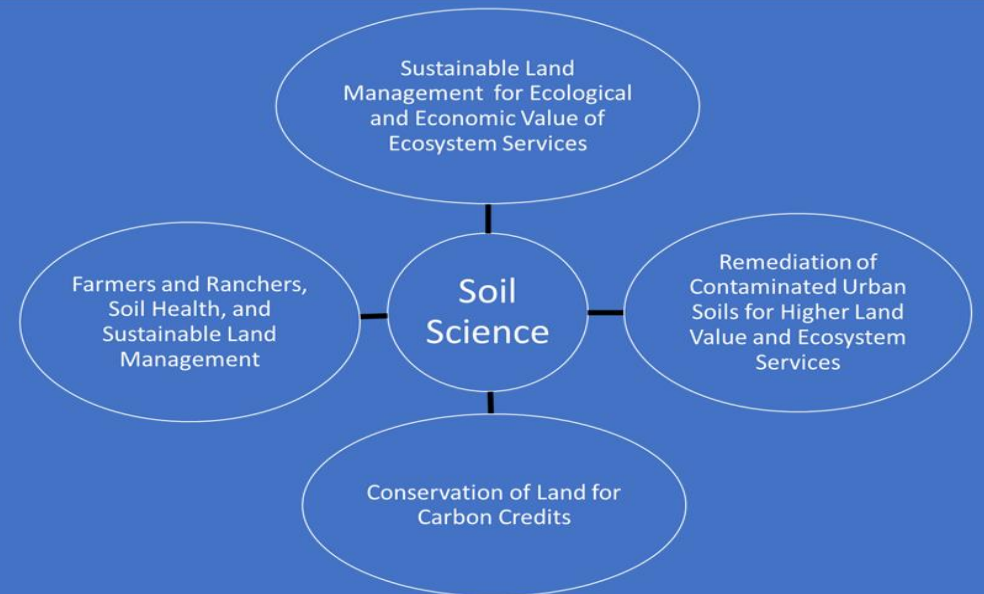 Sustainable Land
Management for Ecological
and Economic Value of
Ecosystem Services
Farmers and Ranchers,
Soil Health, and
Sustainable Land
Management
Soil
Science
Remediation of
Contaminated Urban
Soils for Higher Land
Value and Ecosystem
Services
Conservation of Land for
Carbon Credits